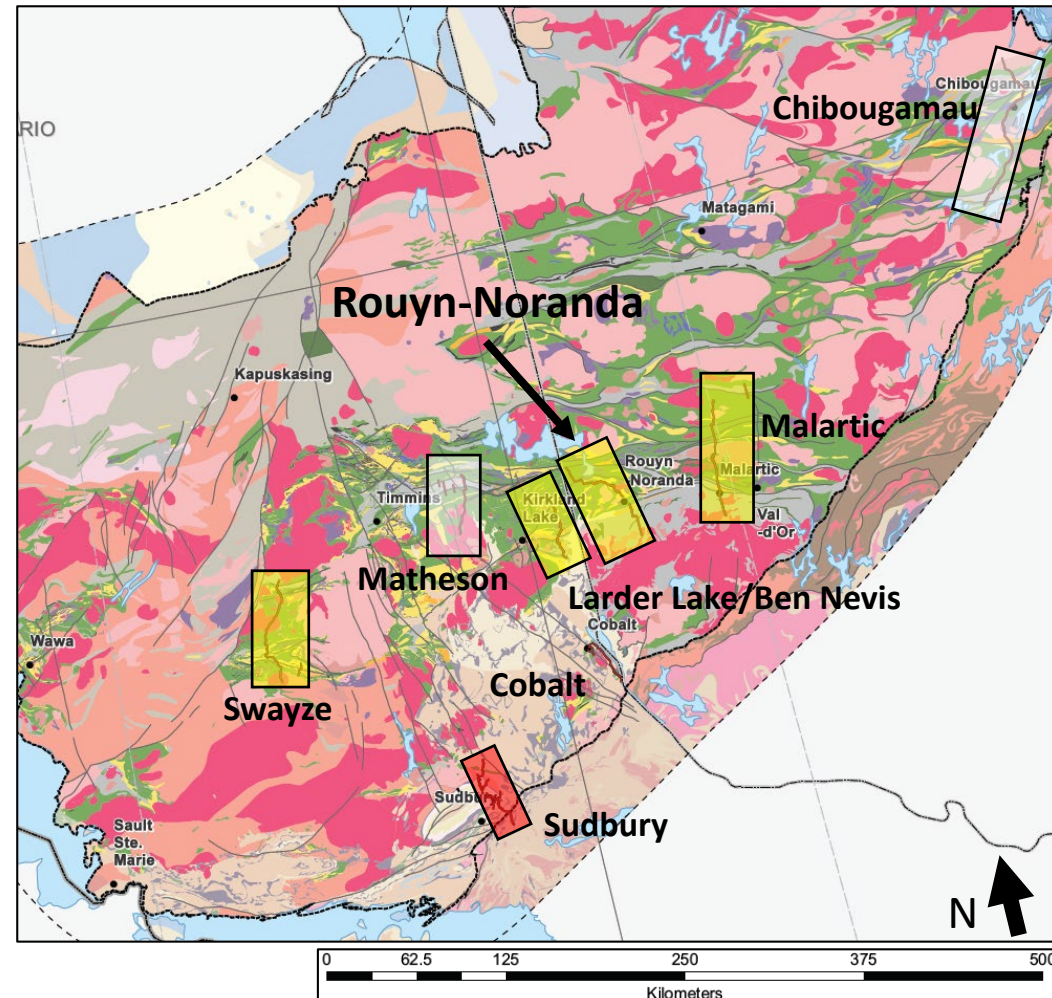 Chibougamau
Chibougamau
RIO
Matagami
Rouyn-Noranda
Kapuskasing
Malartic
Rouyn
-Noranda
Malartic
Timmins
Kirkland
Lake
Val
-d'Or
Matheson
Larder Lake/Ben Nevis
Cobalt
Wawa
Cobalt
Swayze
Sudbury
Sudbury
Sault
Ste.
Marie
N
0 62.5 125 250 375 500
Kilometers